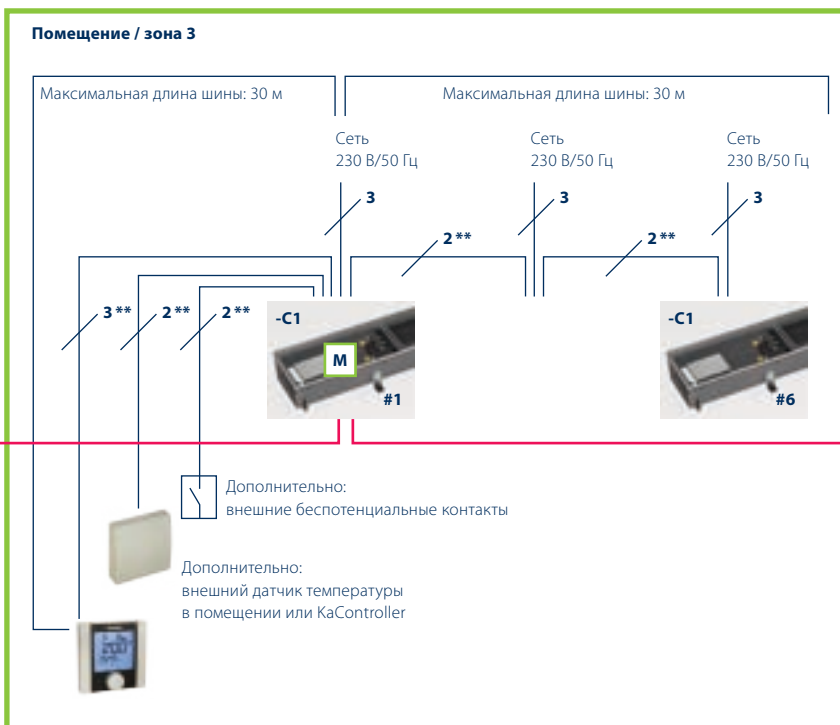 Помещение / зона 3
Максимальная длина шины: 30 м
Максимальная длина шины: 30 м
Сеть
230 В/50 Гц
Сеть
230 В/50 Гц
Сеть
230 В/50 Гц
3
3
3
2 **
2 **
3 **
2 **
2 **
-C1
M
#1
-C1
#6
Дополнительно:
внешние беспотенциальные контакты
Дополнительно:
внешний датчик температуры
в помещении или KaController